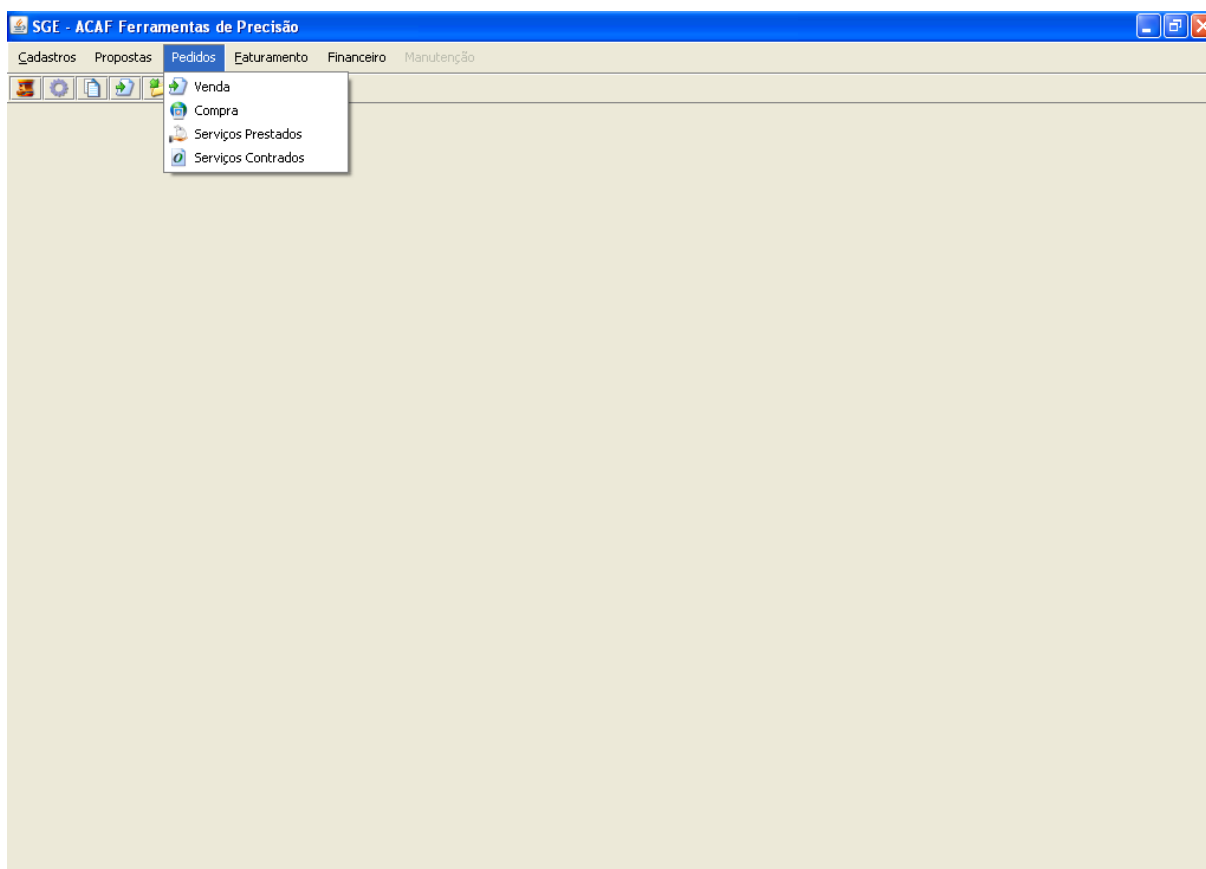 SGE - ACAF Ferramentas de Precisão
Cadastros Propostas Pedidos Faturamento Financeiro Manutenção
Venda
Compra
Serviços Prestados
Serviços Contrados